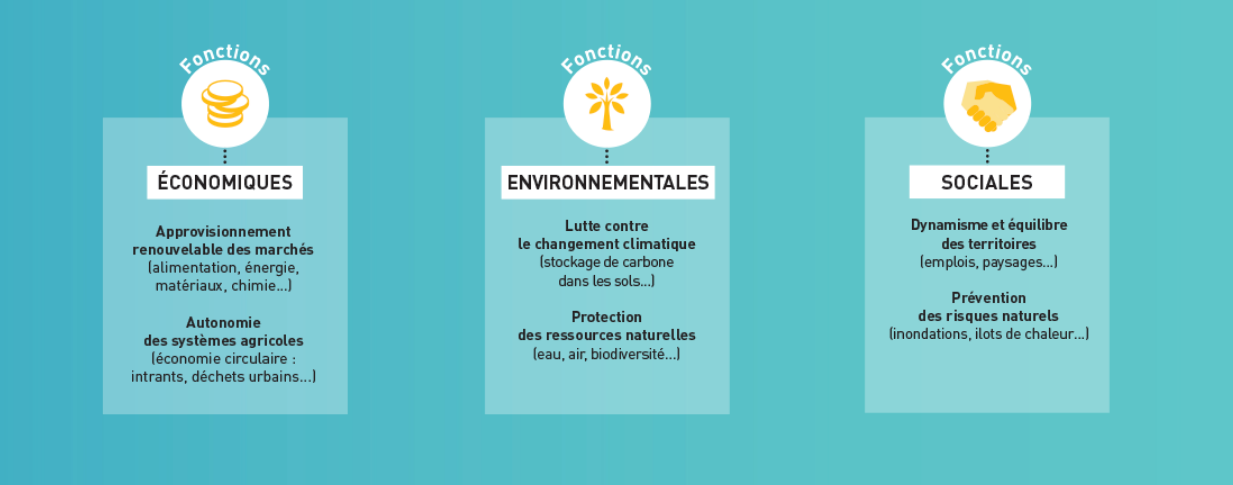 Fonctions
ÉCONOMIQUES
Approvisionnement
renouvelable des marchés
(alimentation, énergie,
matériaux, chimie...)
Autonomie
des systèmes agricoles
(économie circulaire :
intrants, déchets urbains...)
Fonctions
ENVIRONNEMENTALES
Lutte contre
le changement climatique
(stockage de carbone
dans les sols...)
Protection
des ressources naturelles
(eau, air, biodiversité...)
Fonctions
SOCIALES
Dynamisme et équilibre
des territoires
(emplois, paysages...)
Prévention
des risques naturels
(inondations, ilots de chaleur...)